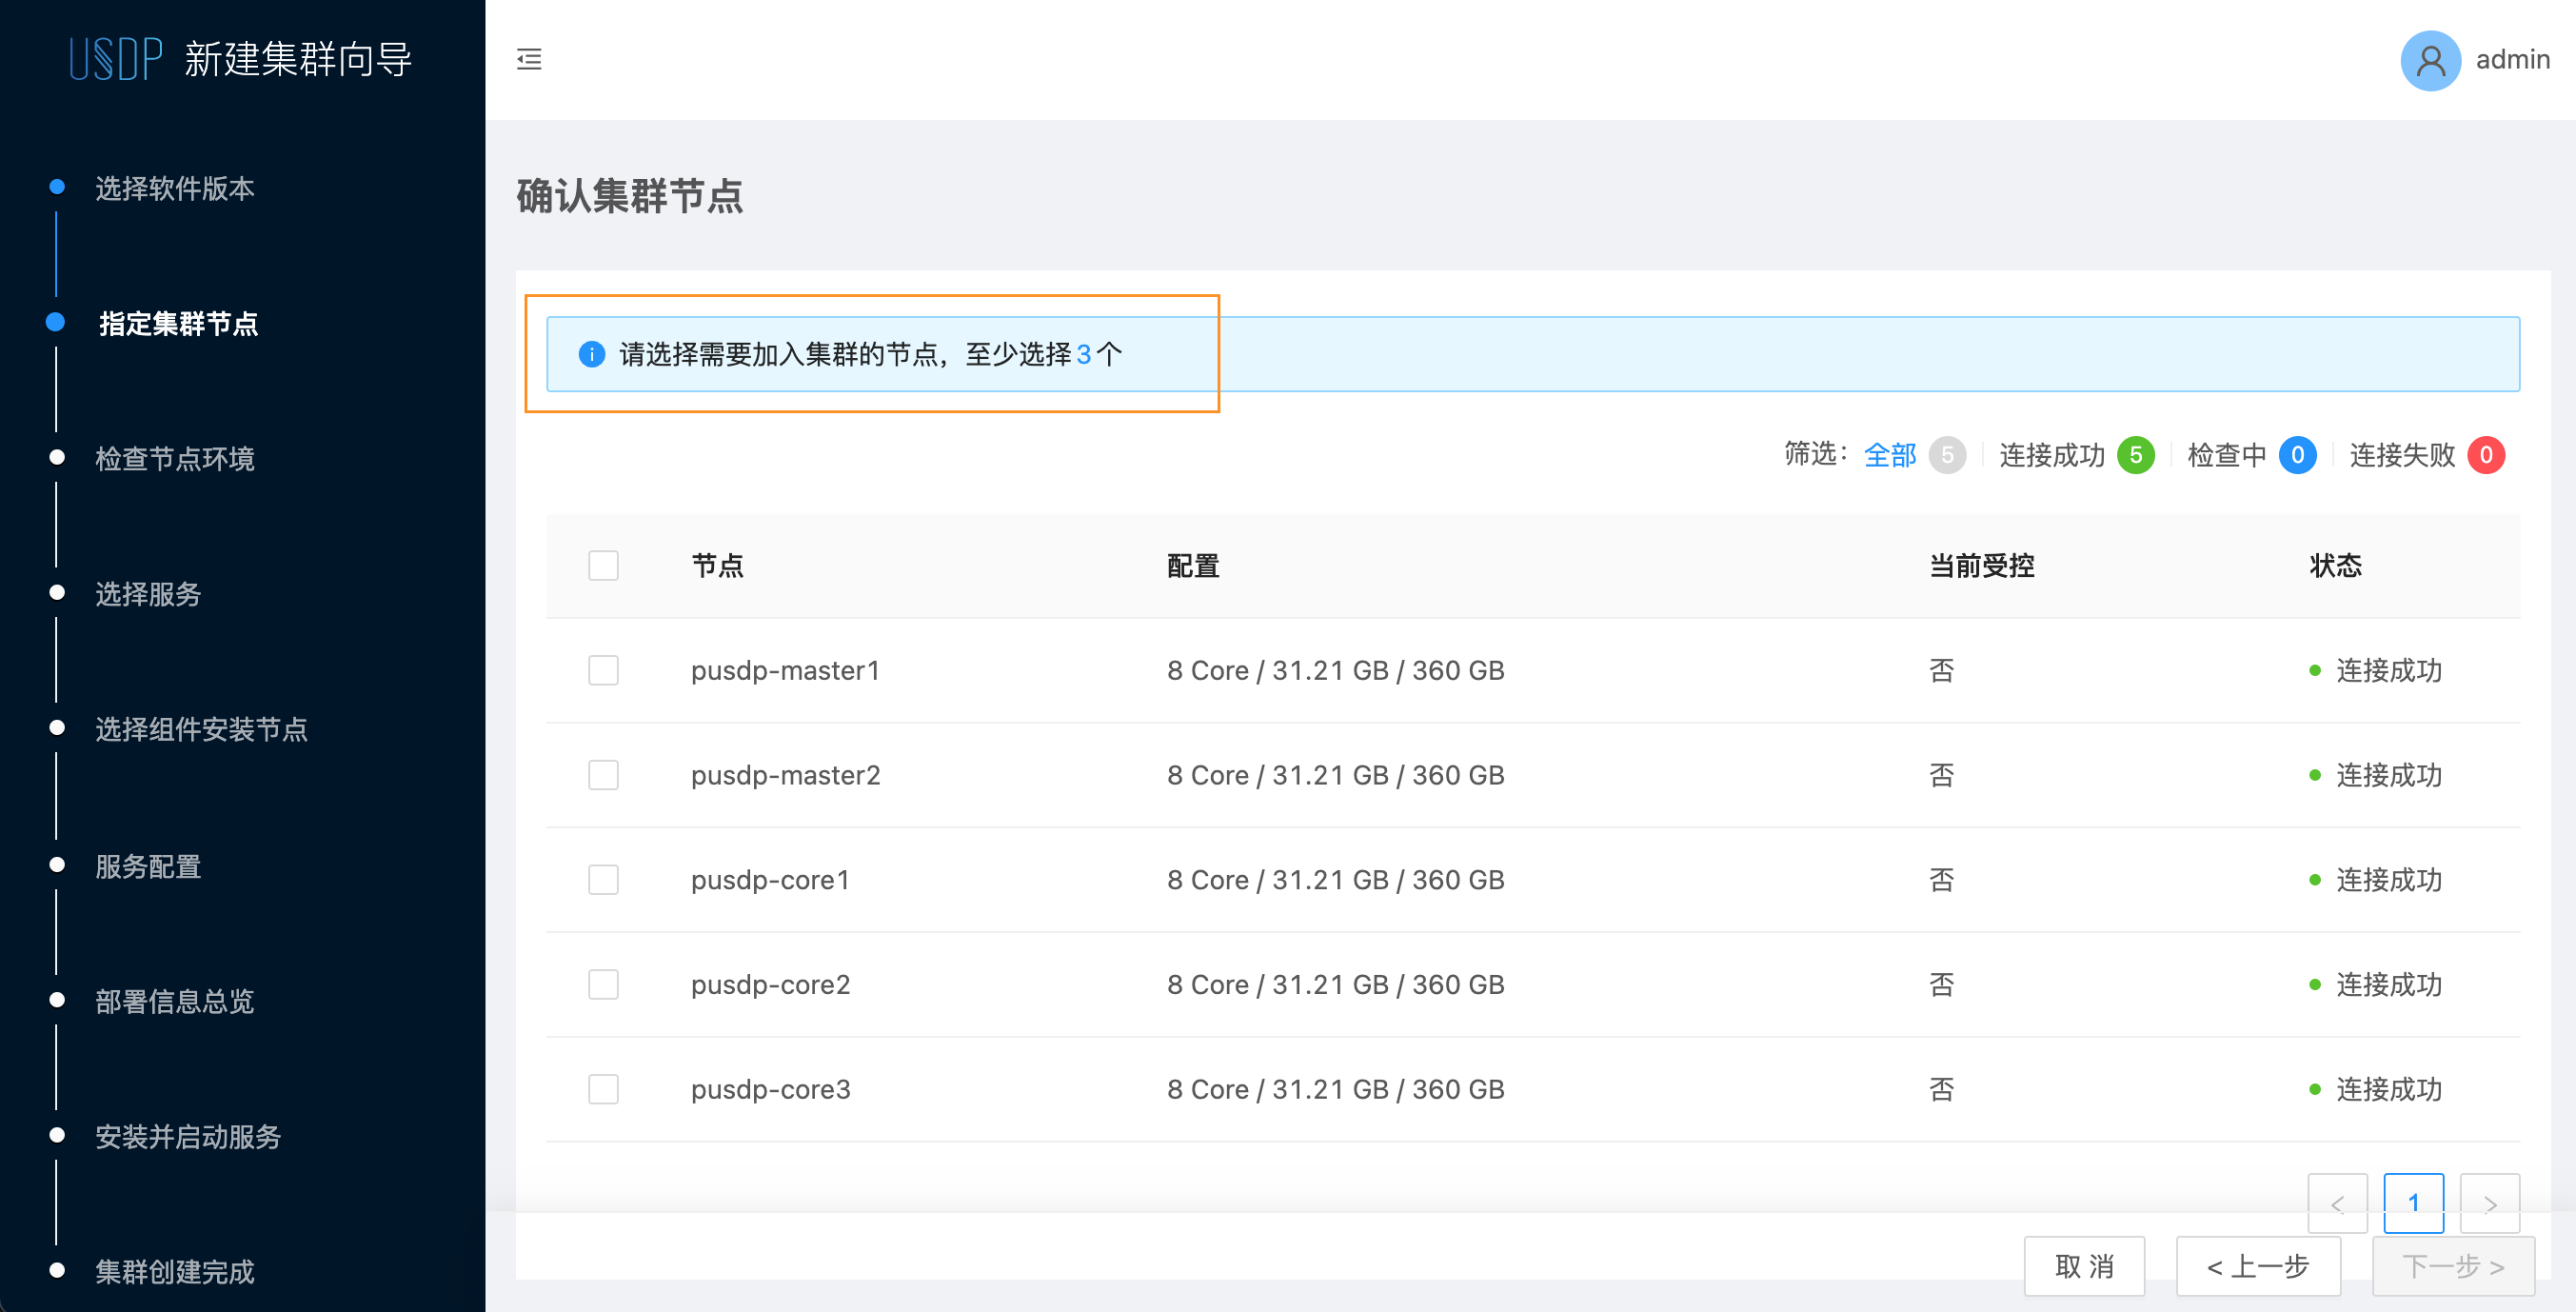 USDP 新建集群向导
admin
选择软件版本
指定集群节点
检查节点环境
选择服务
选择组件安装节点
服务配置
部署信息总览
安装并启动服务
集群创建完成
确认集群节点
请选择需要加入集群的节点，至少选择 3 个
筛选： 全部 5 连接成功 5 检查中 0 连接失败 0
节点 配置 当前受控 状态
pusdp-master1 8 Core / 31.21 GB / 360 GB 否 连接成功
pusdp-master2 8 Core / 31.21 GB / 360 GB 否 连接成功
pusdp-core1 8 Core / 31.21 GB / 360 GB 否 连接成功
pusdp-core2 8 Core / 31.21 GB / 360 GB 否 连接成功
pusdp-core3 8 Core / 31.21 GB / 360 GB 否 连接成功
< 1 >
取 消 < 上一步 下一步 >